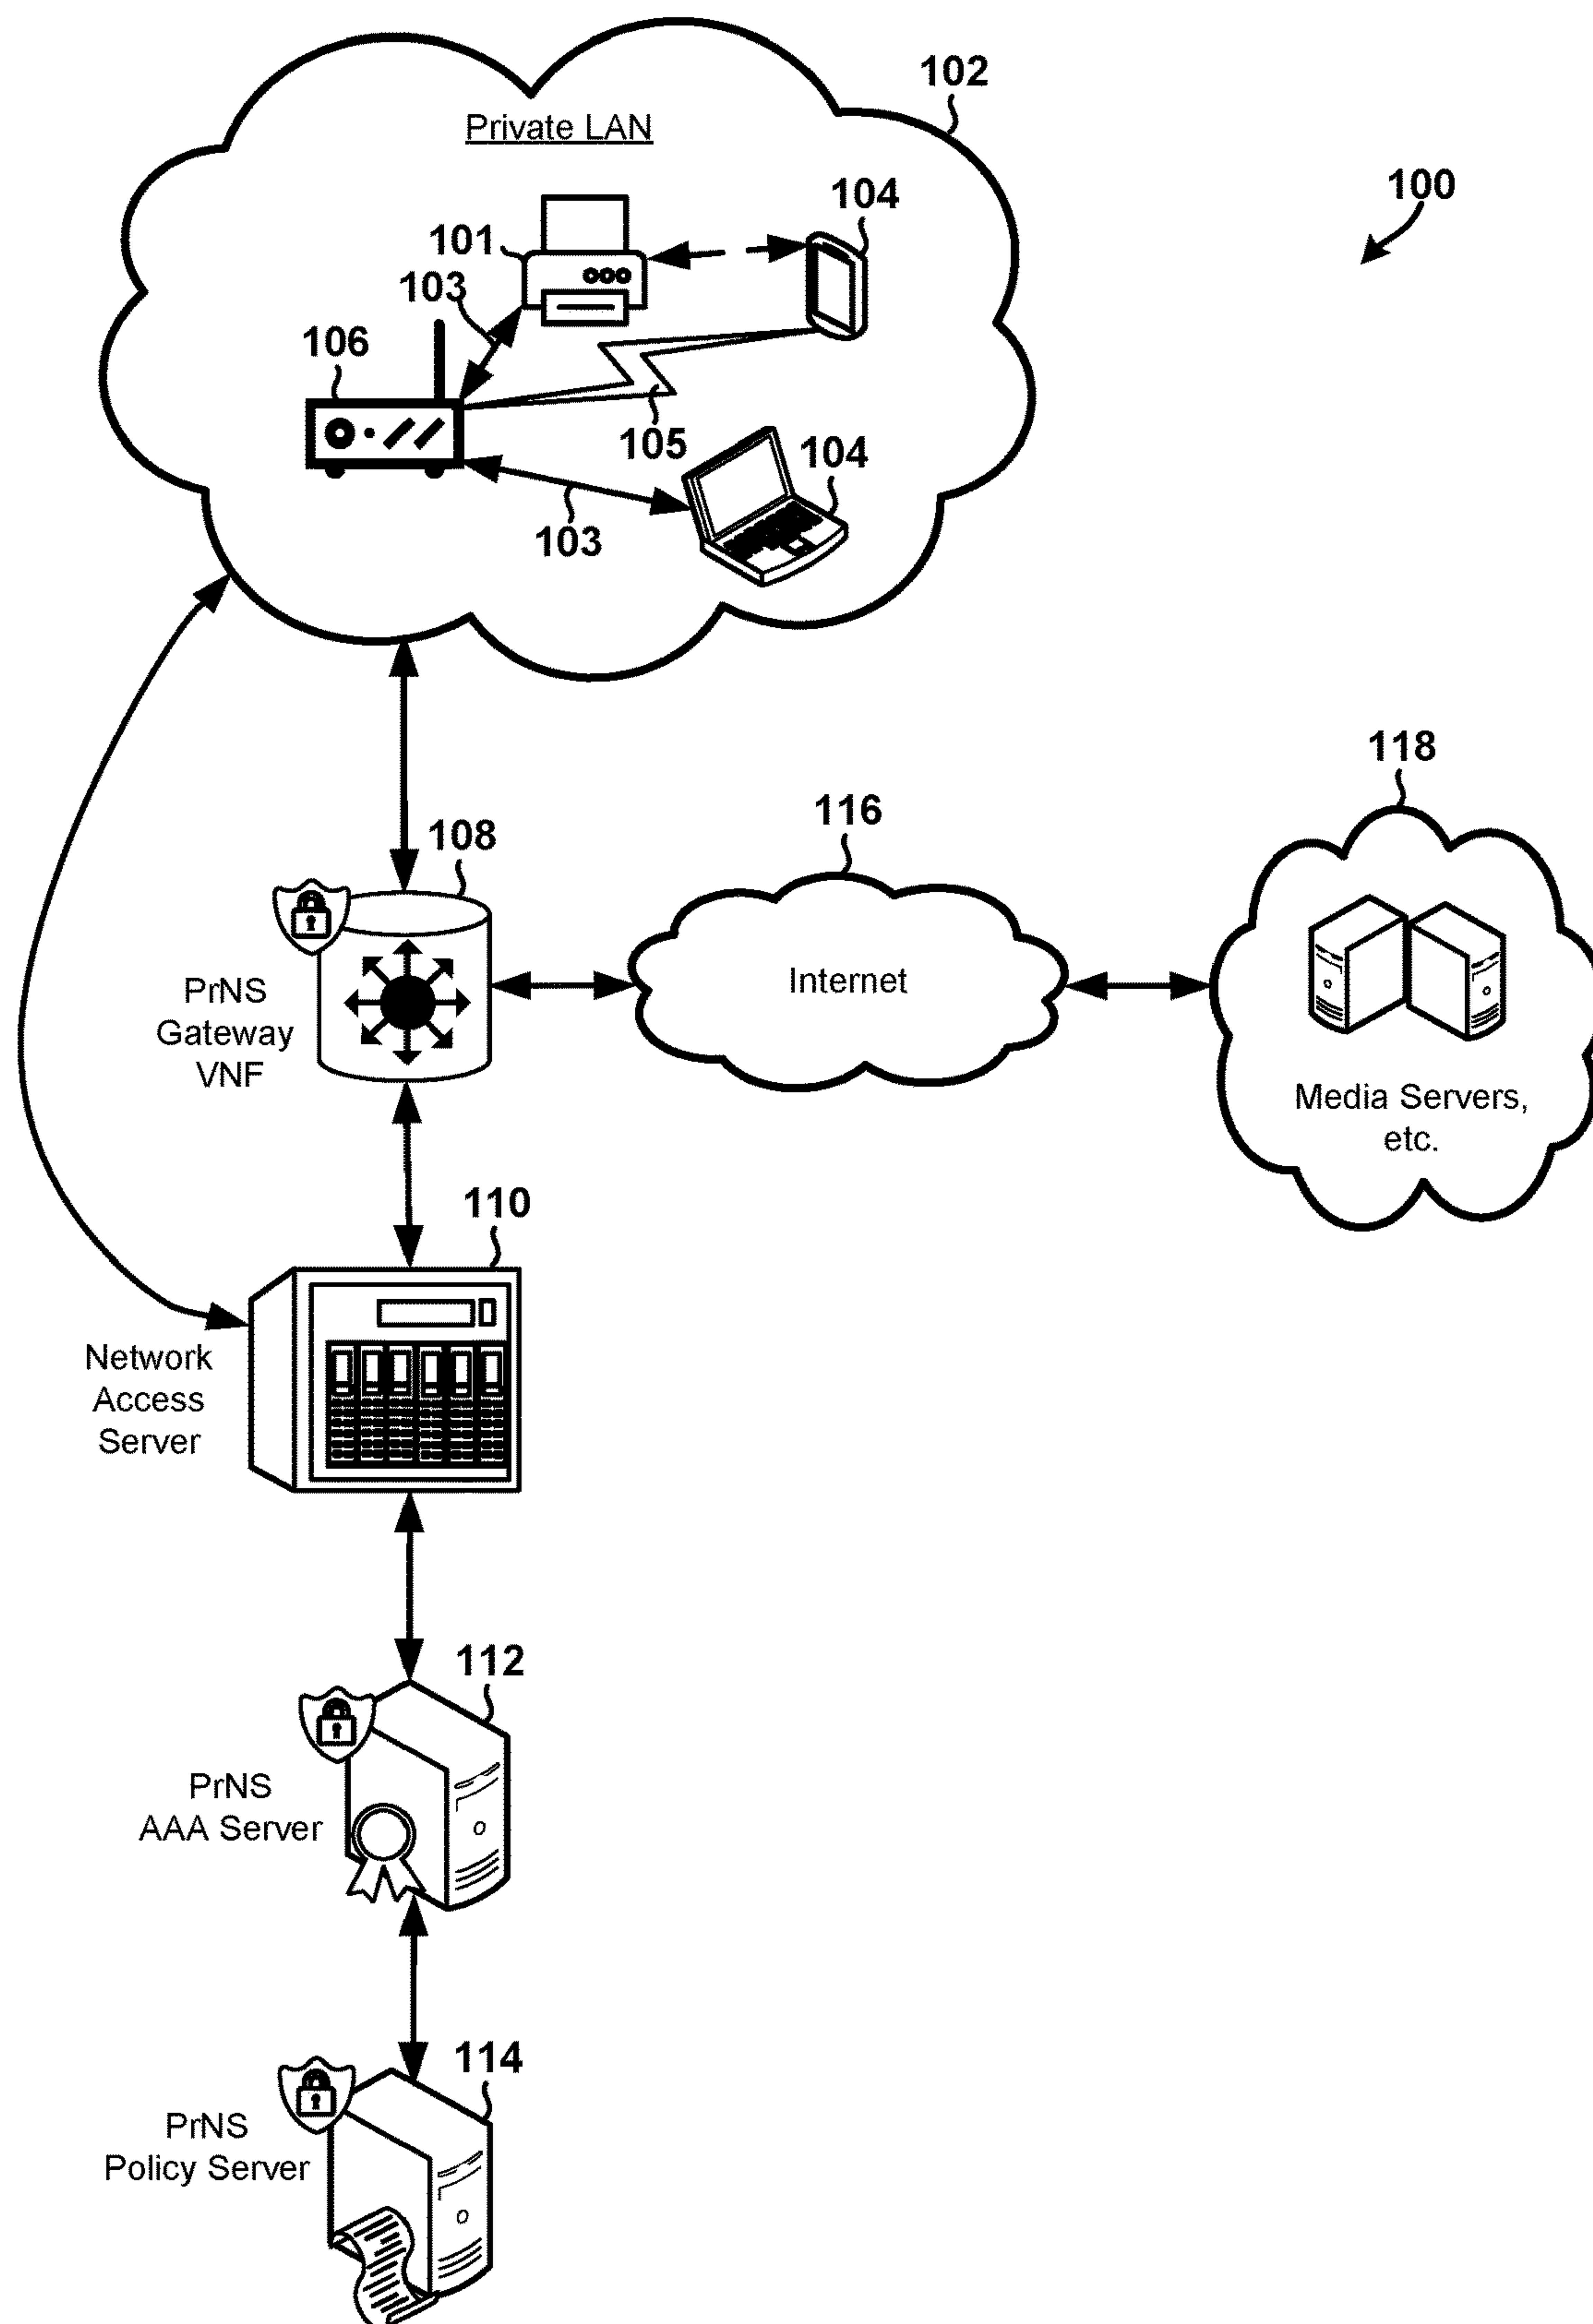 102
Private LAN
100
104
101
103
106
105
104
103
118
116
108
PrNS
Gateway
VNF
Internet
Media Servers,
etc.
110
Network
Access
Server
112
PrNS
AAA Server
114
PrNS
Policy Server